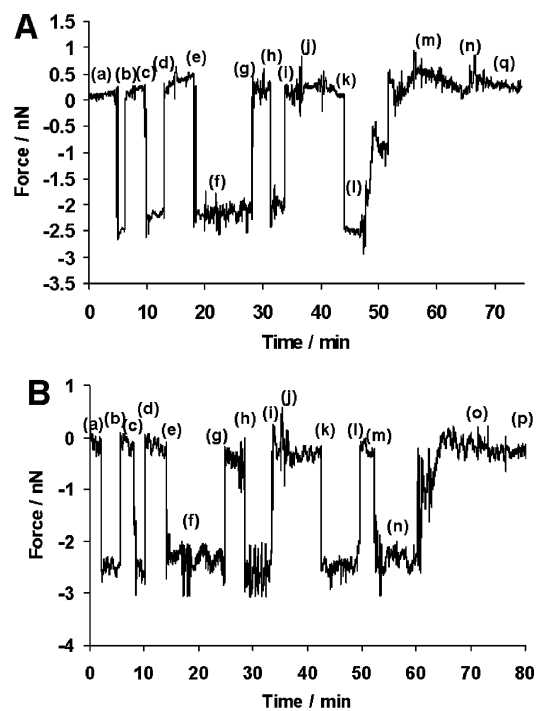 A
1.5
1
0.5
0
-1
-1.5
-2
-2.5
-3
-3.5
Force / nN
(a) (b) (c) (d) (e) (f) (g) (h) (i) (j) (k) (l) (m) (n) (q)
0 10 20 30 40 50 60 70
Time / min
B
1
0
-1
-2
-3
-4
Force / nN
(a) (b) (c) (d) (e) (f) (g) (h) (i) (j) (k) (l) (m) (n) (o) (p)
0 10 20 30 40 50 60 70 80
Time / min